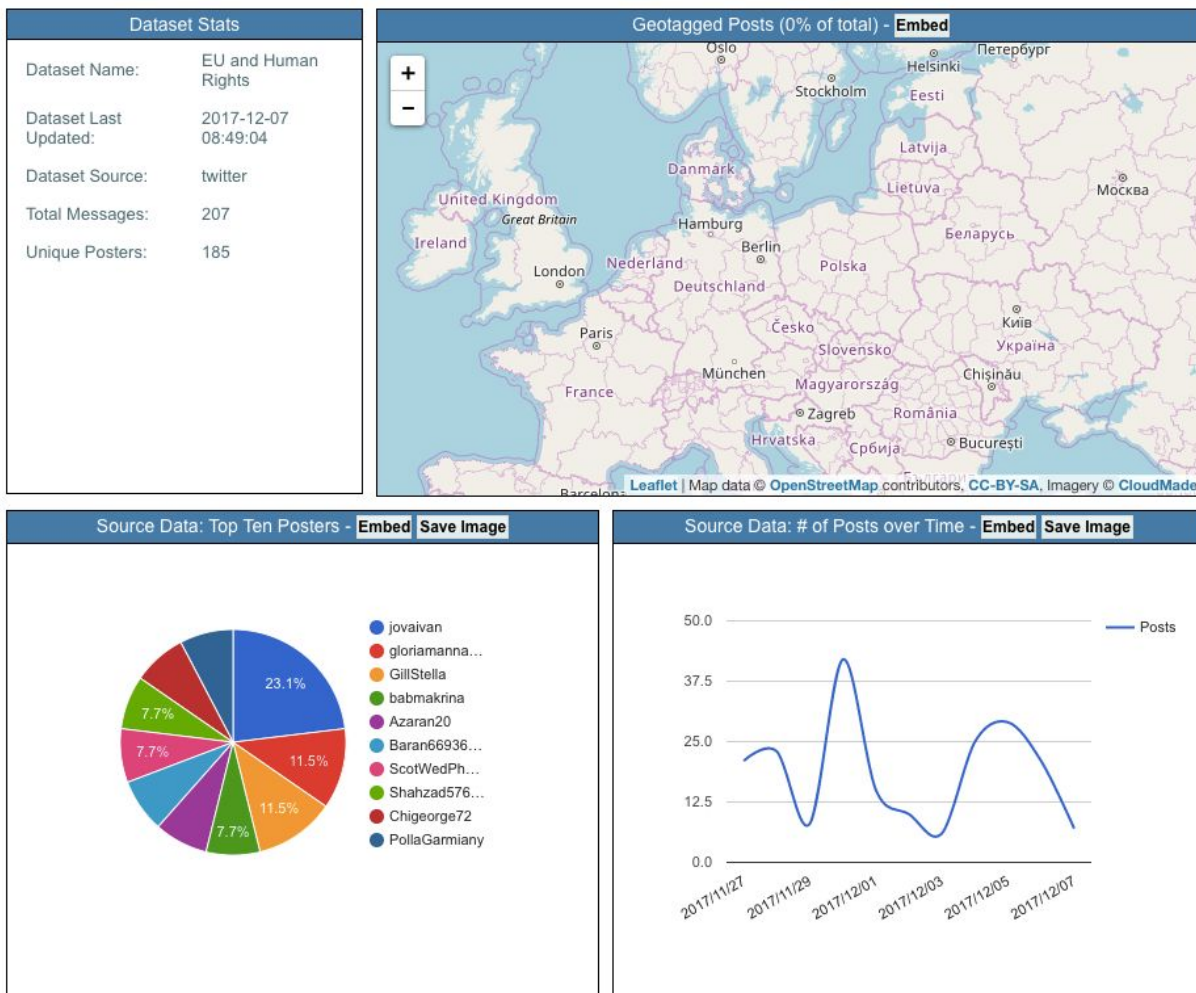 Dataset Stats
Dataset Name:
EU and Human
Rights
Dataset Last
Updated:
2017-12-07
08:49:04
Dataset Source:
twitter
Total Messages:
207
Unique Posters:
185
Geotagged Posts (0% of total) - Embed
+
−
Oslo
Петербург
Helsinki
Stockholm
Eesti
Latvija
Danmark
Lietuva
Москва
United Kingdom
Great Britain
Hamburg
Беларусь
Ireland
Berlin
Nederland
Polska
London
Deutschland
Київ
Paris
Česko
Україна
Slovensko
München
Chișinău
France
Magyarország
Zagreb
România
Hrvatska
Србија
București
Barcelona
Leaflet | Map data © OpenStreetMap contributors, CC-BY-SA, Imagery © CloudMade
Source Data: Top Ten Posters - Embed Save Image
23.1%
11.5%
11.5%
7.7%
7.7%
7.7%
jovaivan
gloriamanna...
GillStella
babmakrina
Azaran20
Baran66936...
ScotWedPh...
Shahzad576...
Chigeorge72
PollaGarmiany
Source Data: # of Posts over Time - Embed Save Image
50.0
37.5
25.0
12.5
0.0
2017/11/27
2017/11/29
2017/12/01
2017/12/03
2017/12/05
2017/12/07
Posts